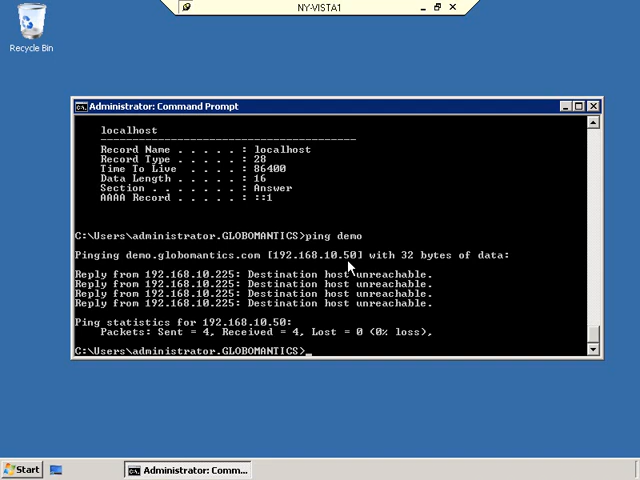 NY-VISTA1
Recycle Bin
Administrator: Command Prompt
localhost
----------------------------------------
Record Name . . . . . : localhost
Record Type . . . . . : 28
Time To Live  . . . . : 86400
Data Length . . . . . : 16
Section . . . . . . . : Answer
AAAA Record . . . . . : ::1
C:\Users\administrator.GLOBOMANTICS>ping demo
Pinging demo.globomantics.com [192.168.10.50] with 32 bytes of data:
Reply from 192.168.10.225: Destination host unreachable.
Reply from 192.168.10.225: Destination host unreachable.
Reply from 192.168.10.225: Destination host unreachable.
Reply from 192.168.10.225: Destination host unreachable.
Ping statistics for 192.168.10.50:
Packets: Sent = 4, Received = 4, Lost = 0 (0% loss),
C:\Users\administrator.GLOBOMANTICS>_
Start
Administrator: Comm...